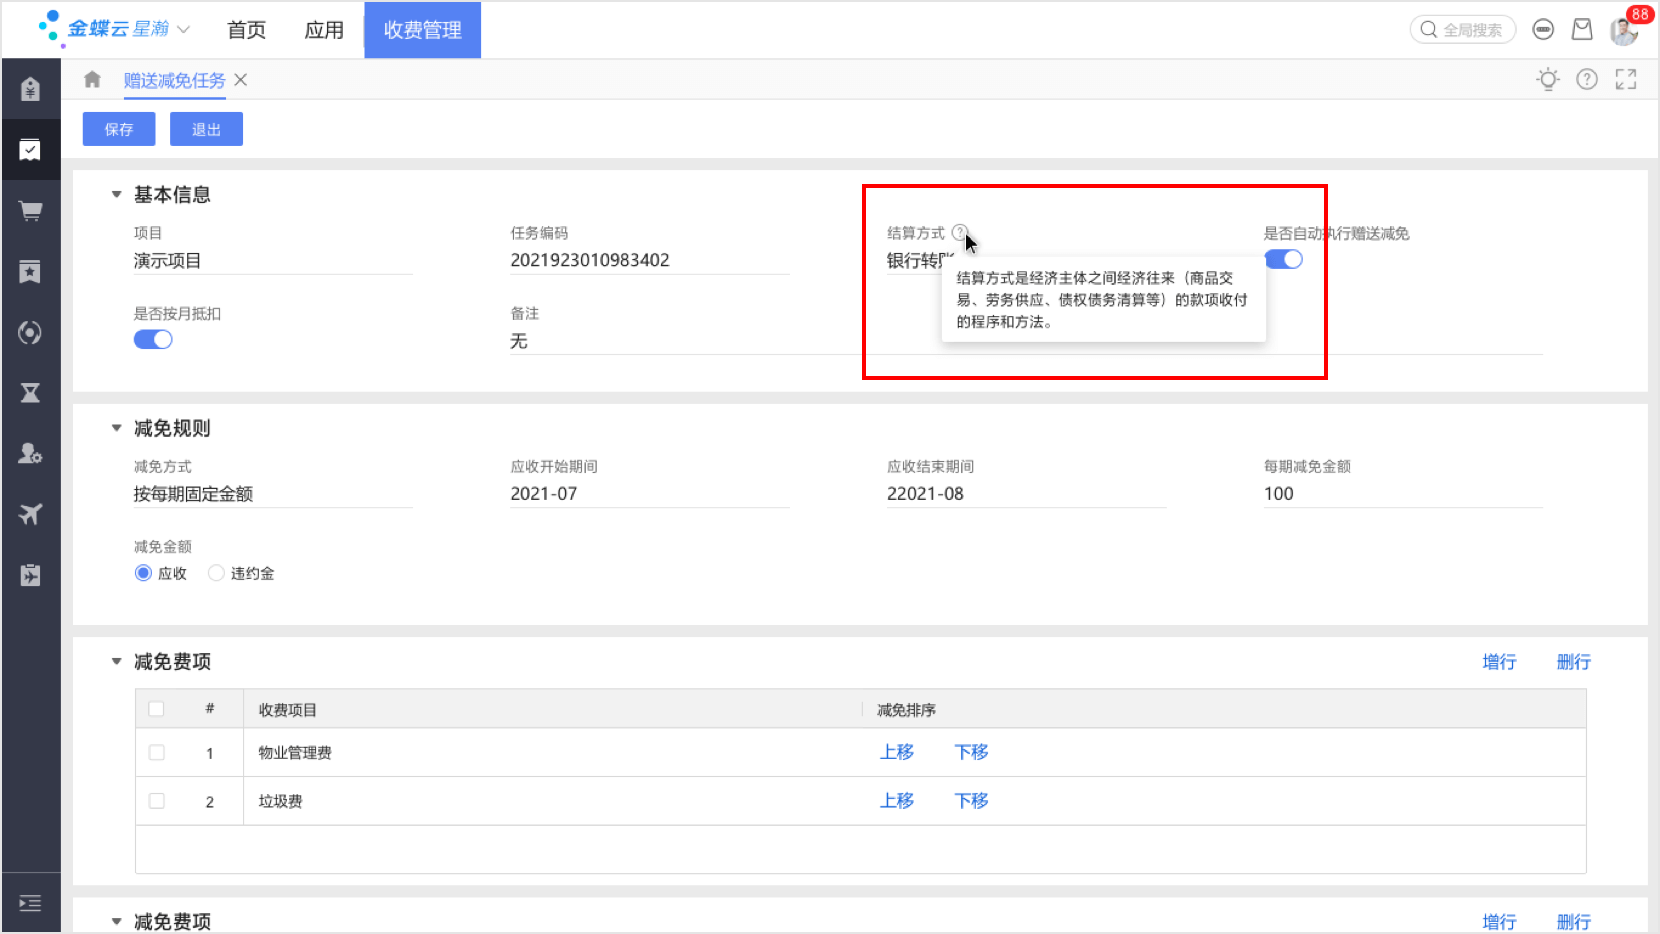 金蝶云 星瀚
首页
应用
收费管理
全局搜索
88
赠送减免任务
保存
退出
基本信息
项目
任务编码
结算方式
是否自动执行赠送减免
演示项目
2021923010983402
银行转账
结算方式是经济主体之间经济往来（商品交
易、劳务供应、债权债务清算等）的款项收付
的程序和方法。
是否按月抵扣
备注
无
减免规则
减免方式
应收开始期间
应收结束期间
每期减免金额
按每期固定金额
2021-07
22021-08
100
减免金额
应收
违约金
减免费项
增行
删行
#
收费项目
减免排序
1
物业管理费
上移
下移
2
垃圾费
上移
下移
减免费项
增行
删行